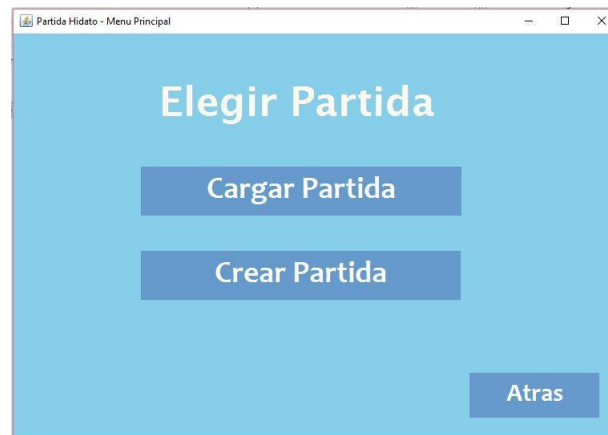 Partida Hidato - Menu Principal
Elegir Partida
Cargar Partida
Crear Partida
Atras